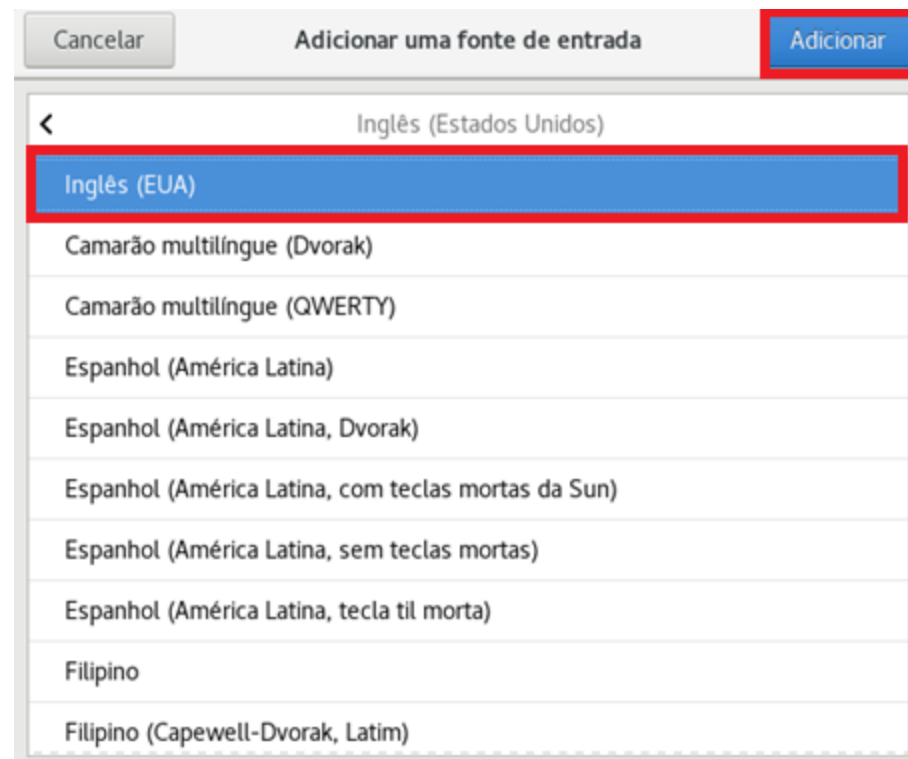 Cancelar Adicionar uma fonte de entrada Adicionar
Inglês (Estados Unidos)
Inglês (EUA)
Camarão multilíngue (Dvorak)
Camarão multilíngue (QWERTY)
Espanhol (América Latina)
Espanhol (América Latina, Dvorak)
Espanhol (América Latina, com teclas mortas da Sun)
Espanhol (América Latina, sem teclas mortas)
Espanhol (América Latina, tecla til morta)
Filipino
Filipino (Capewell-Dvorak, Latim)